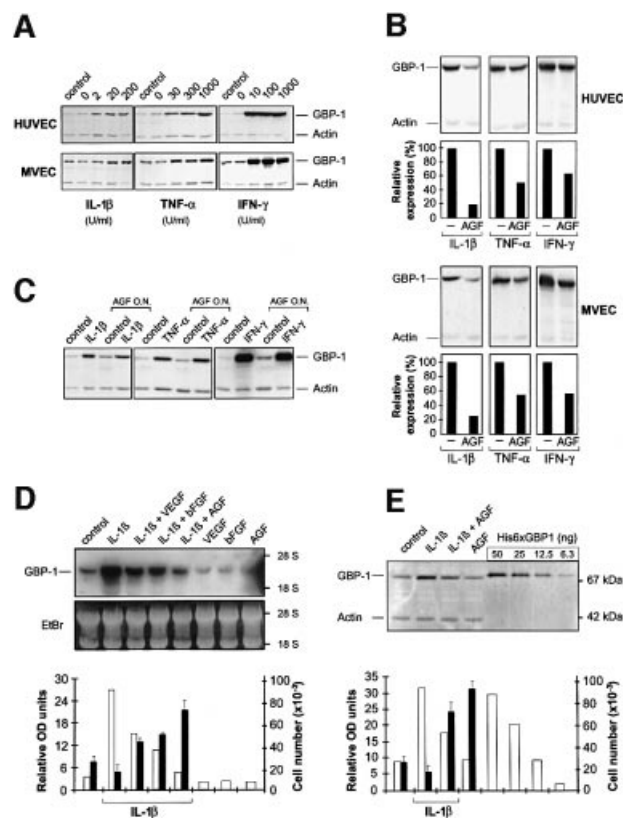 A
control
0
2
20
200
control
0
30
300
1000
control
0
10
100
1000
HUVEC
GBP-1
Actin
MVEC
GBP-1
Actin
IL-1β
(U/ml)
TNF-α
(U/ml)
IFN-γ
(U/ml)
B
GBP-1
HUVEC
Actin
Relative expression (%)
100
80
60
40
20
– AGF
– AGF
– AGF
IL-1β
TNF-α
IFN-γ
GBP-1
MVEC
Actin
Relative expression (%)
100
80
60
40
20
– AGF
– AGF
– AGF
IL-1β
TNF-α
IFN-γ
C
AGF O.N.
AGF O.N.
AGF O.N.
control
IL-1β
control
IL-1β
control
TNF-α
control
TNF-α
control
IFN-γ
control
IFN-γ
GBP-1
Actin
D
control
IL-1ß
IL-1ß + VEGF
IL-1ß + bFGF
IL-1ß + AGF
VEGF
bFGF
AGF
28 S
GBP-1
18 S
28 S
EtBr
18 S
Relative OD units
30
24
18
12
6
0
100
80
60
40
20
0
Cell number (x10⁻³)
IL-1β
E
control
IL-1ß
IL-1ß + AGF
AGF
His6xGBP1 (ng)
50 25 12.5 6.3
GBP-1
67 kDa
Actin
42 kDa
Relative OD units
35
30
25
20
15
10
5
0
100
80
60
40
20
0
Cell number (x10⁻³)
IL-1β